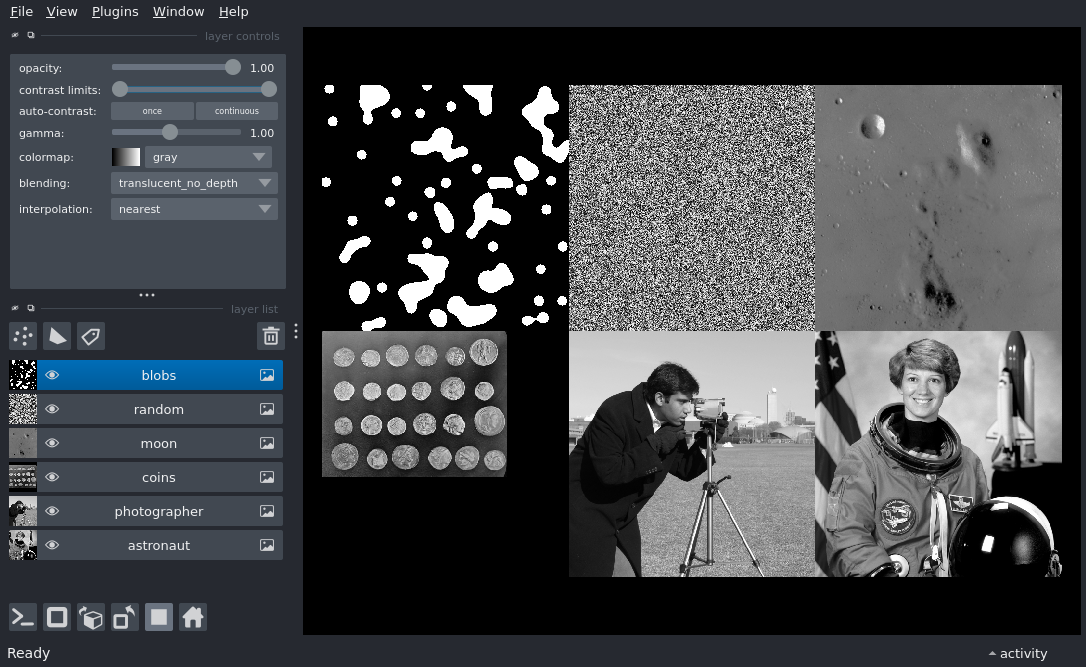 File View Plugins Window Help
layer controls
opacity: 1.00
contrast limits:
auto-contrast: once continuous
gamma: 1.00
colormap: gray
blending: translucent_no_depth
interpolation: nearest
layer list
blobs
random
moon
coins
photographer
astronaut
Ready
activity